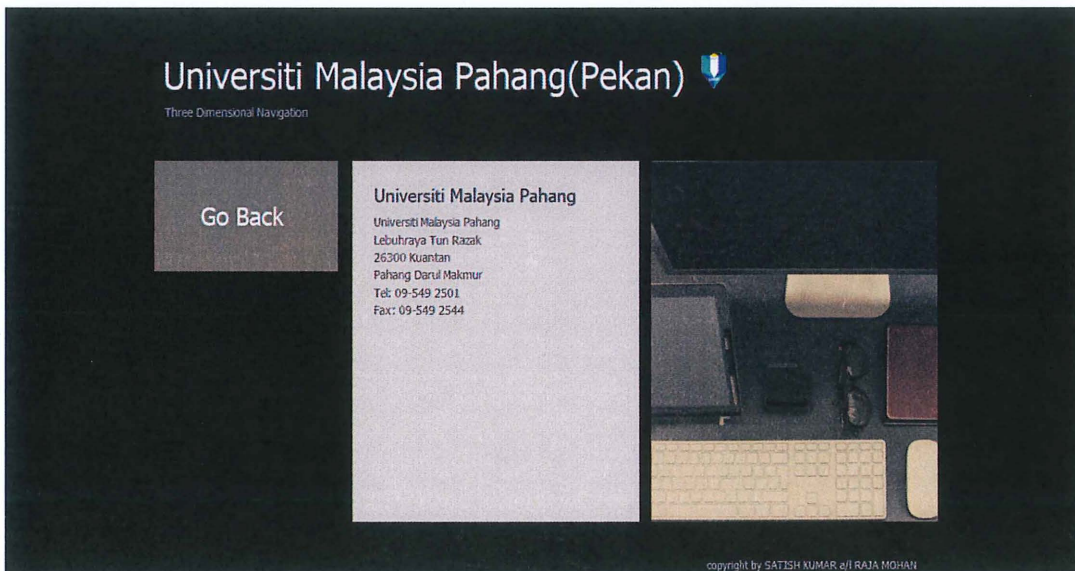 Universiti Malaysia Pahang(Pekan)
Three Dimensional Navigation
Go Back
Universiti Malaysia Pahang
Universiti Malaysia Pahang
Lebuhraya Tun Razak
26300 Kuantan
Pahang Darul Makmur
Tel: 09-549 2501
Fax: 09-549 2544
copyright by SATISH KUMAR a/l RAJA MOHAN